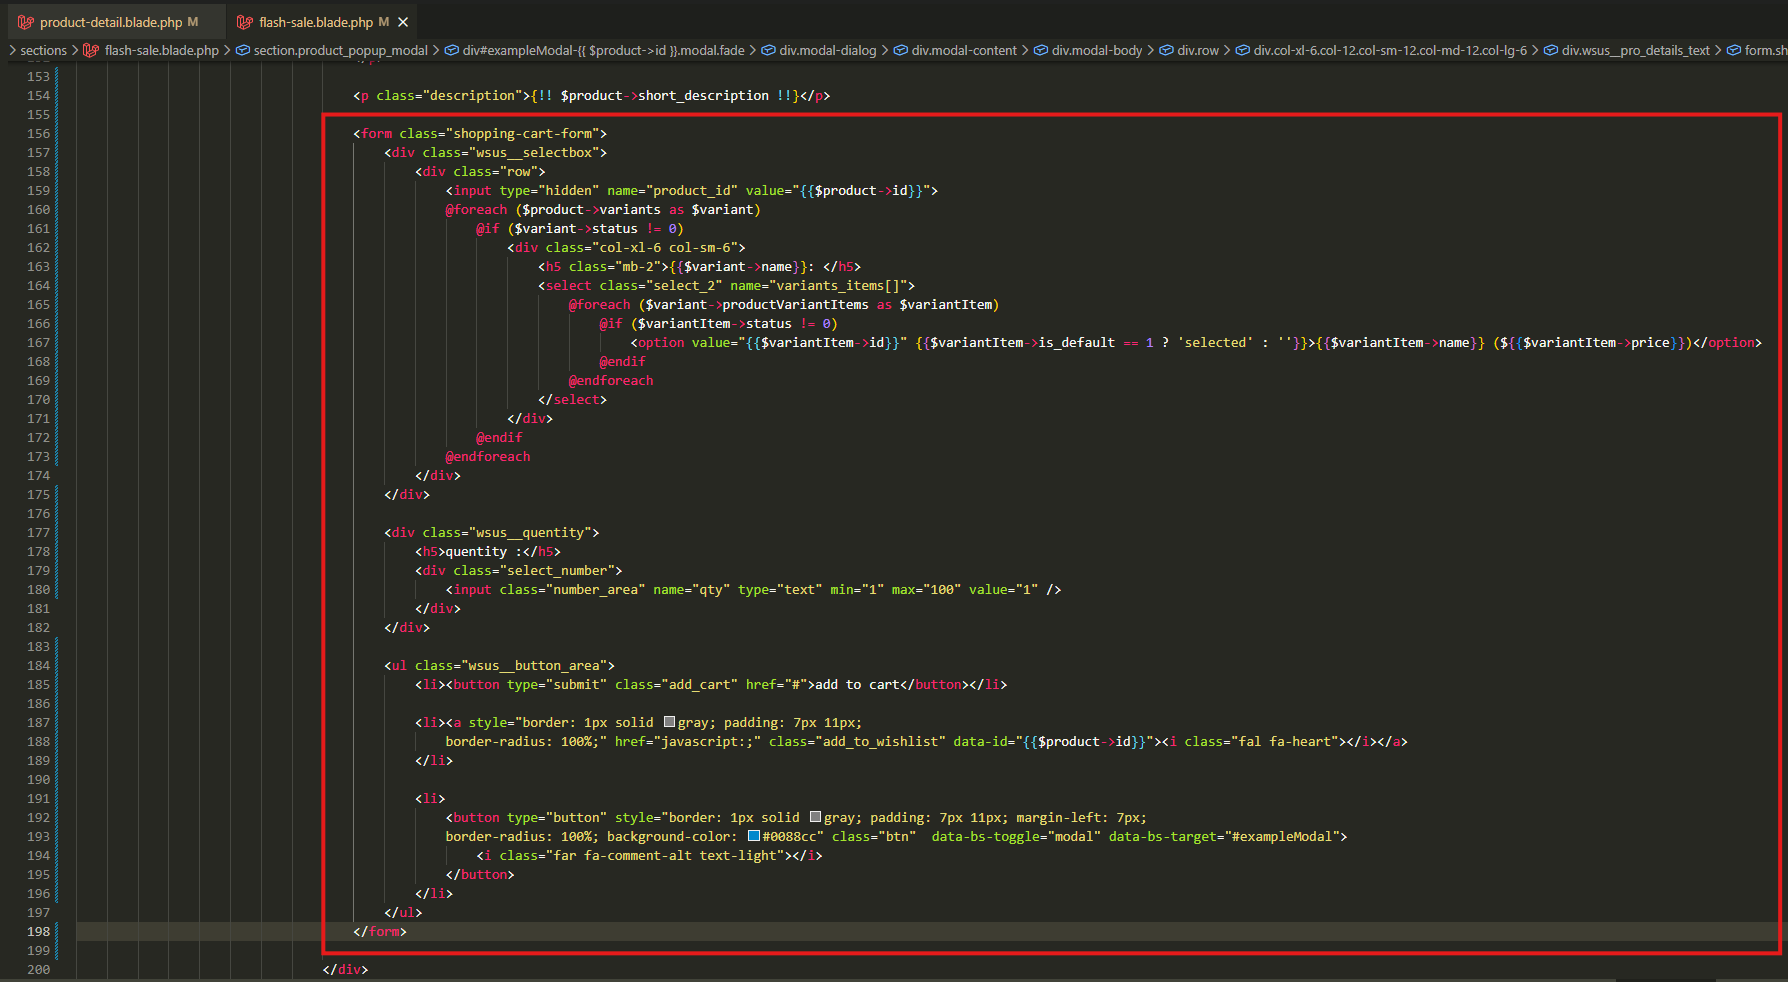 product-detail.blade.php M
flash-sale.blade.php M
sections > flash-sale.blade.php > section.product_popup_modal > div#exampleModal-{{ $product->id }}.modal.fade > div.modal-dialog > div.modal-content > div.modal-body > div.row > div.col-xl-6.col-12.col-sm-12.col-md-12.col-lg-6 > div.wsus__pro_details_text > form.sh
153
154 <p class="description">{!! $product->short_description !!}</p>
155
156 <form class="shopping-cart-form">
157 <div class="wsus__selectbox">
158 <div class="row">
159 <input type="hidden" name="product_id" value="{{$product->id}}">
160 @foreach ($product->variants as $variant)
161 @if ($variant->status != 0)
162 <div class="col-xl-6 col-sm-6">
163 <h5 class="mb-2">{{$variant->name}}: </h5>
164 <select class="select_2" name="variants_items[]">
165 @foreach ($variant->productVariantItems as $variantItem)
166 @if ($variantItem->status != 0)
167 <option value="{{$variantItem->id}}" {{$variantItem->is_default == 1 ? 'selected' : ''}}>{{$variantItem->name}} (${{$variantItem->price}})</option>
168 @endif
169 @endforeach
170 </select>
171 </div>
172 @endif
173 @endforeach
174 </div>
175 </div>
176
177 <div class="wsus__quentity">
178 <h5>quentity :</h5>
179 <div class="select_number">
180 <input class="number_area" name="qty" type="text" min="1" max="100" value="1" />
181 </div>
182 </div>
183
184 <ul class="wsus__button_area">
185 <li><button type="submit" class="add_cart" href="#">add to cart</button></li>
186
187 <li><a style="border: 1px solid gray; padding: 7px 11px;
188 border-radius: 100%;" href="javascript:;" class="add_to_wishlist" data-id="{{$product->id}}"><i class="fal fa-heart"></i></a>
189 </li>
190
191 <li>
192 <button type="button" style="border: 1px solid gray; padding: 7px 11px; margin-left: 7px;
193 border-radius: 100%; background-color: #0088cc" class="btn"  data-bs-toggle="modal" data-bs-target="#exampleModal">
194 <i class="far fa-comment-alt text-light"></i>
195 </button>
196 </li>
197 </ul>
198 </form>
199
200 </div>